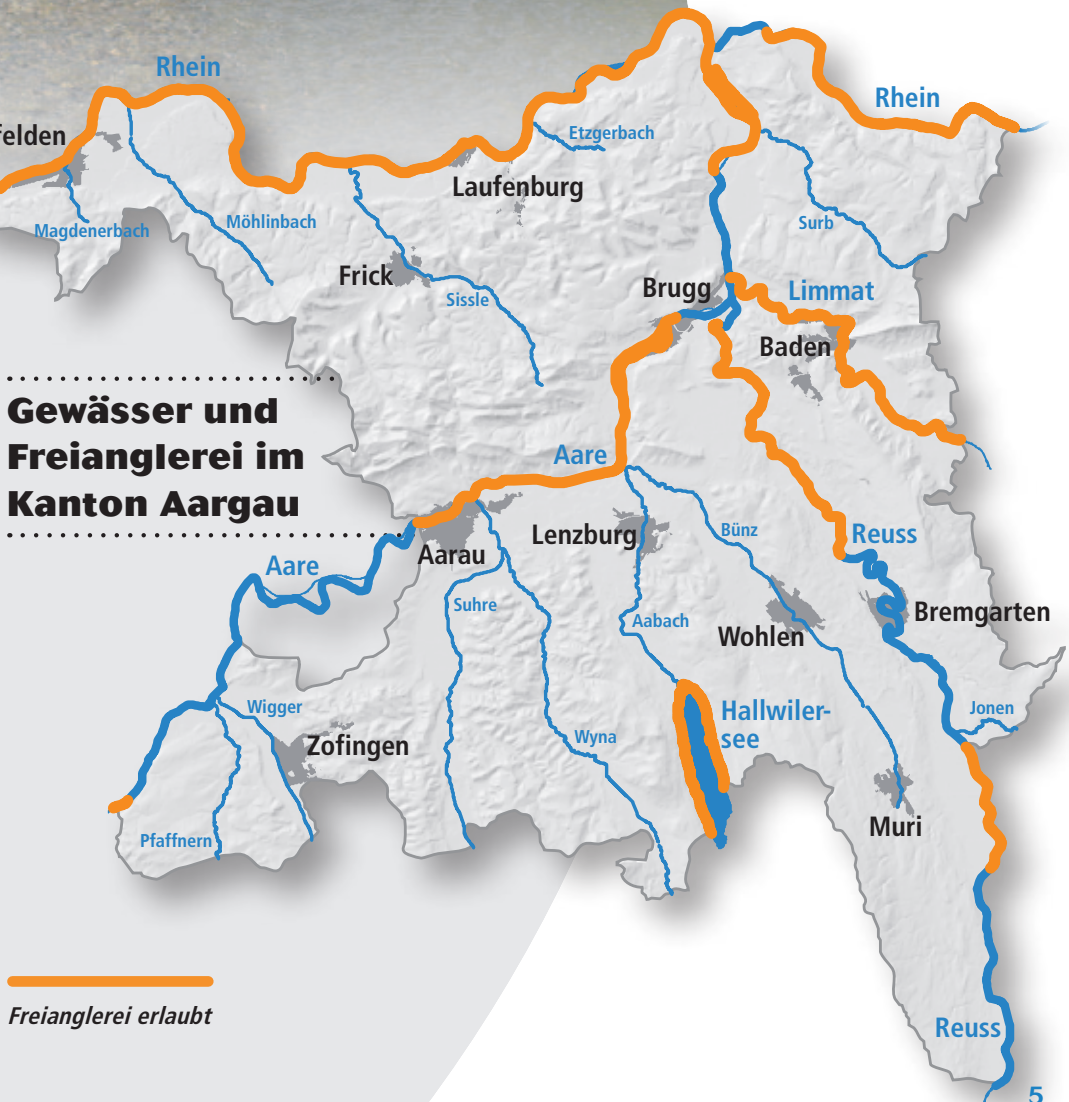 Rhein
Rhein
felden
Etzgerbach
Laufenburg
Magdenerbach
Möhlinbach
Surb
Frick
Sissle
Brugg
Limmat
Baden
Gewässer und
Freianglerei im
Kanton Aargau
Aare
Lenzburg
Bünz
Reuss
Aarau
Aare
Suhre
Aabach
Wohlen
Bremgarten
Wigger
Hallwiler-
see
Jonen
Zofingen
Wyna
Pfaffnern
Muri
Freianglerei erlaubt
Reuss
5